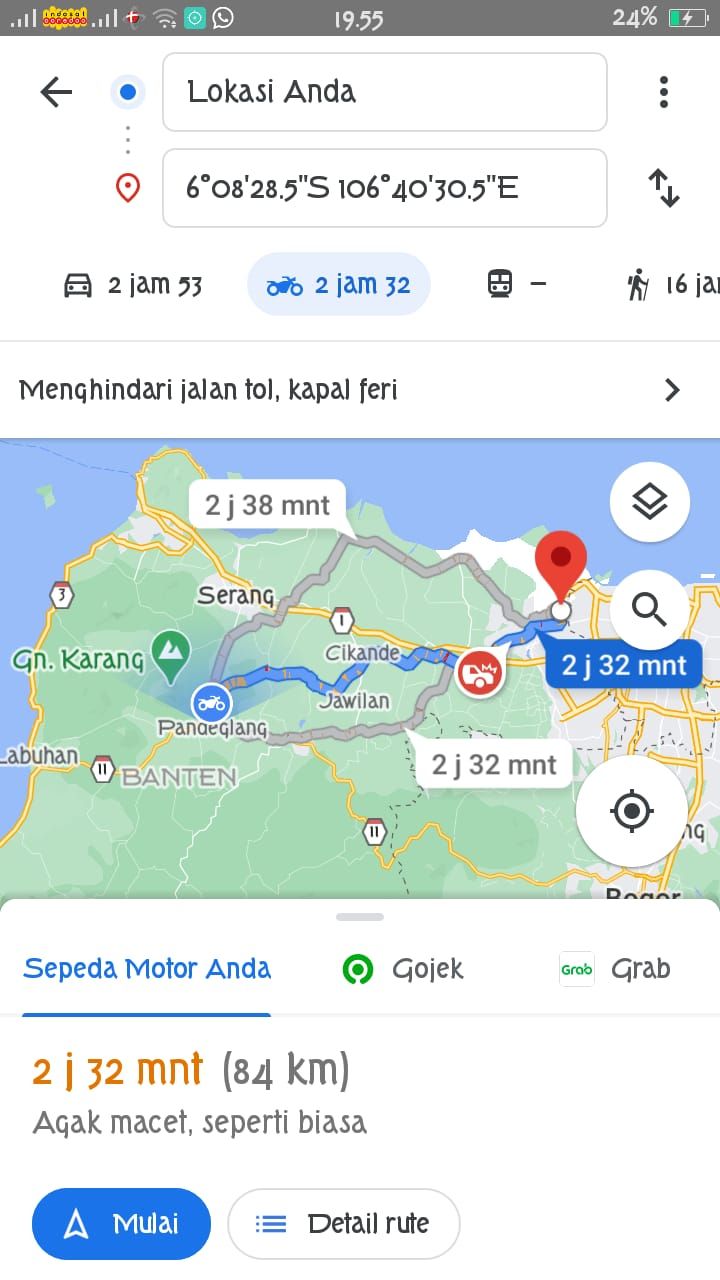 indosat
ooredoo
19.55
24%
Lokasi Anda
6°08'28.5"S 106°40'30.5"E
2 jam 53
2 jam 32
–
16 ja
Menghindari jalan tol, kapal feri
2 j 38 mnt
3
Serang
1
Gn. Karang
Cikande
2 j 32 mnt
Jawilan
Pandeglang
Labuhan
11
BANTEN
2 j 32 mnt
11
ng
Bogor
Sepeda Motor Anda
Gojek
Grab
Grab
2 j 32 mnt (84 km)
Agak macet, seperti biasa
Mulai
Detail rute